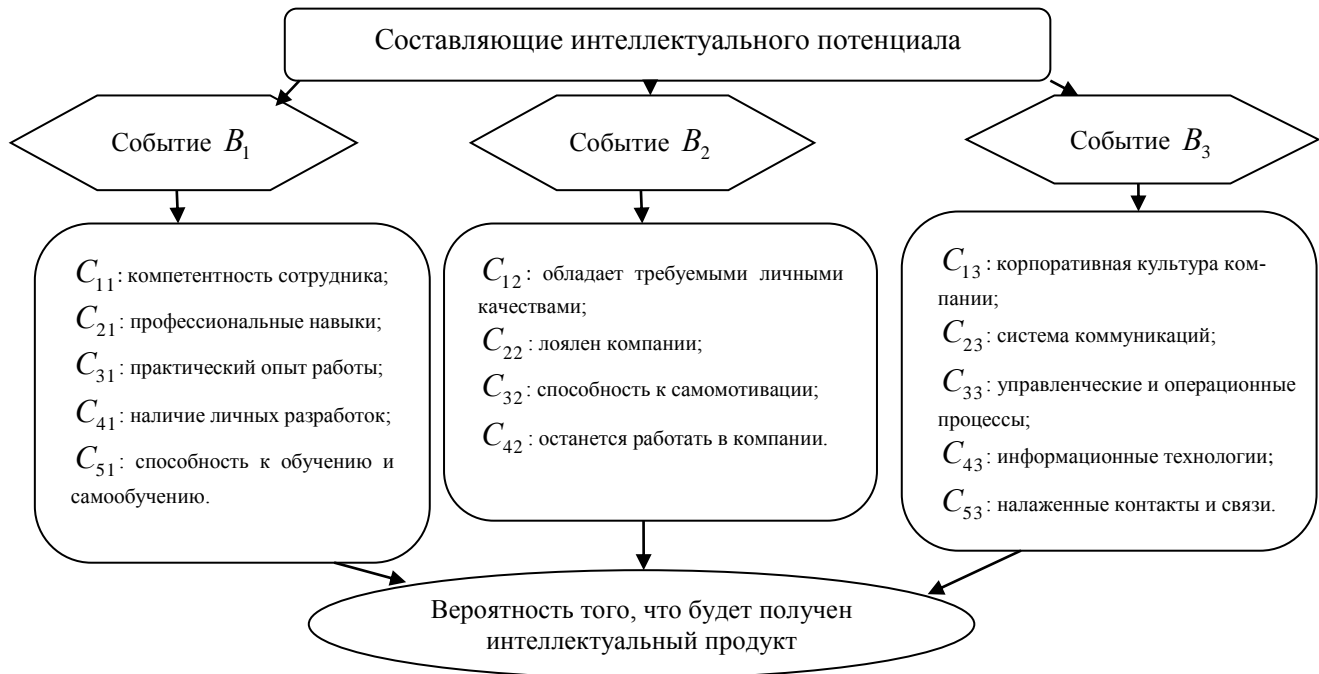 Составляющие интеллектуального потенциала
Событие B₁
Событие B₂
Событие B₃
C₁₁: компетентность сотрудника;
C₂₁: профессиональные навыки;
C₃₁: практический опыт работы;
C₄₁: наличие личных разработок;
C₅₁: способность к обучению и
самообучению.
C₁₂: обладает требуемыми личными
качествами;
C₂₂: лоялен компании;
C₃₂: способность к самомотивации;
C₄₂: останется работать в компании.
C₁₃: корпоративная культура ком-
пании;
C₂₃: система коммуникаций;
C₃₃: управленческие и операционные
процессы;
C₄₃: информационные технологии;
C₅₃: налаженные контакты и связи.
Вероятность того, что будет получен
интеллектуальный продукт